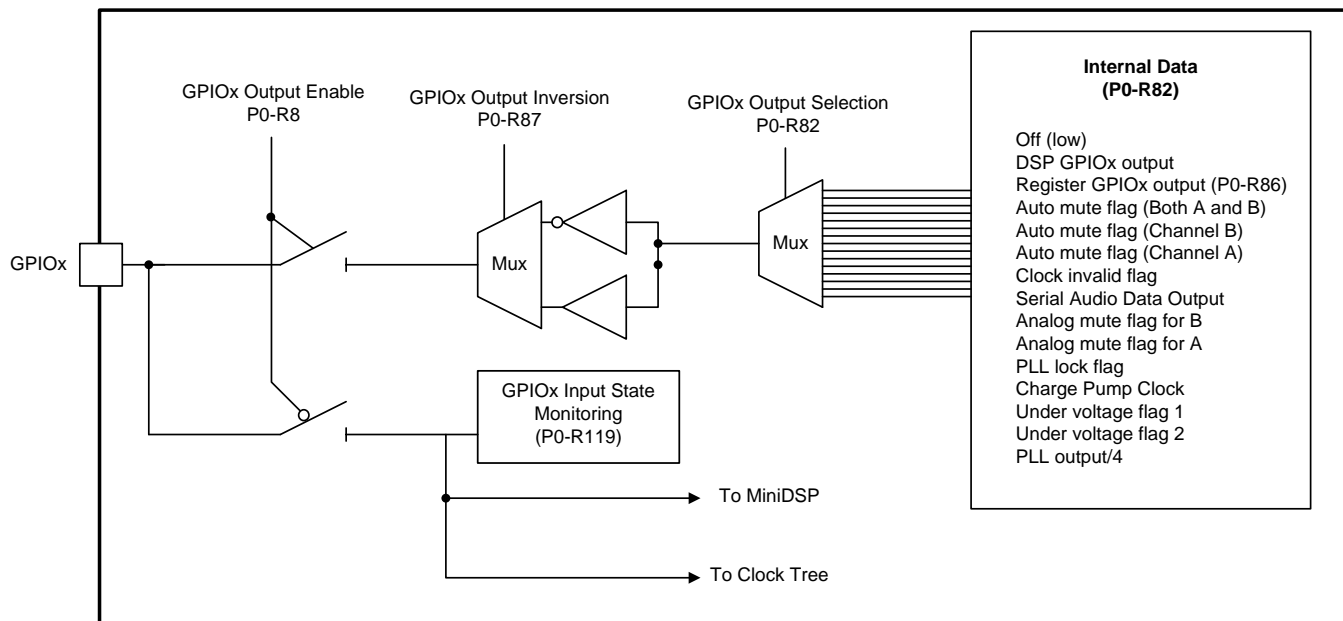 Internal Data
(P0-R82)
GPIOx Output Enable
P0-R8
GPIOx Output Inversion
P0-R87
GPIOx Output Selection
P0-R82
Off (low)
DSP GPIOx output
Register GPIOx output (P0-R86)
Auto mute flag (Both A and B)
Auto mute flag (Channel B)
Auto mute flag (Channel A)
Clock invalid flag
Serial Audio Data Output
Analog mute flag for B
Analog mute flag for A
PLL lock flag
Charge Pump Clock
Under voltage flag 1
Under voltage flag 2
PLL output/4
GPIOx
Mux
Mux
GPIOx Input State
Monitoring
(P0-R119)
To MiniDSP
To Clock Tree